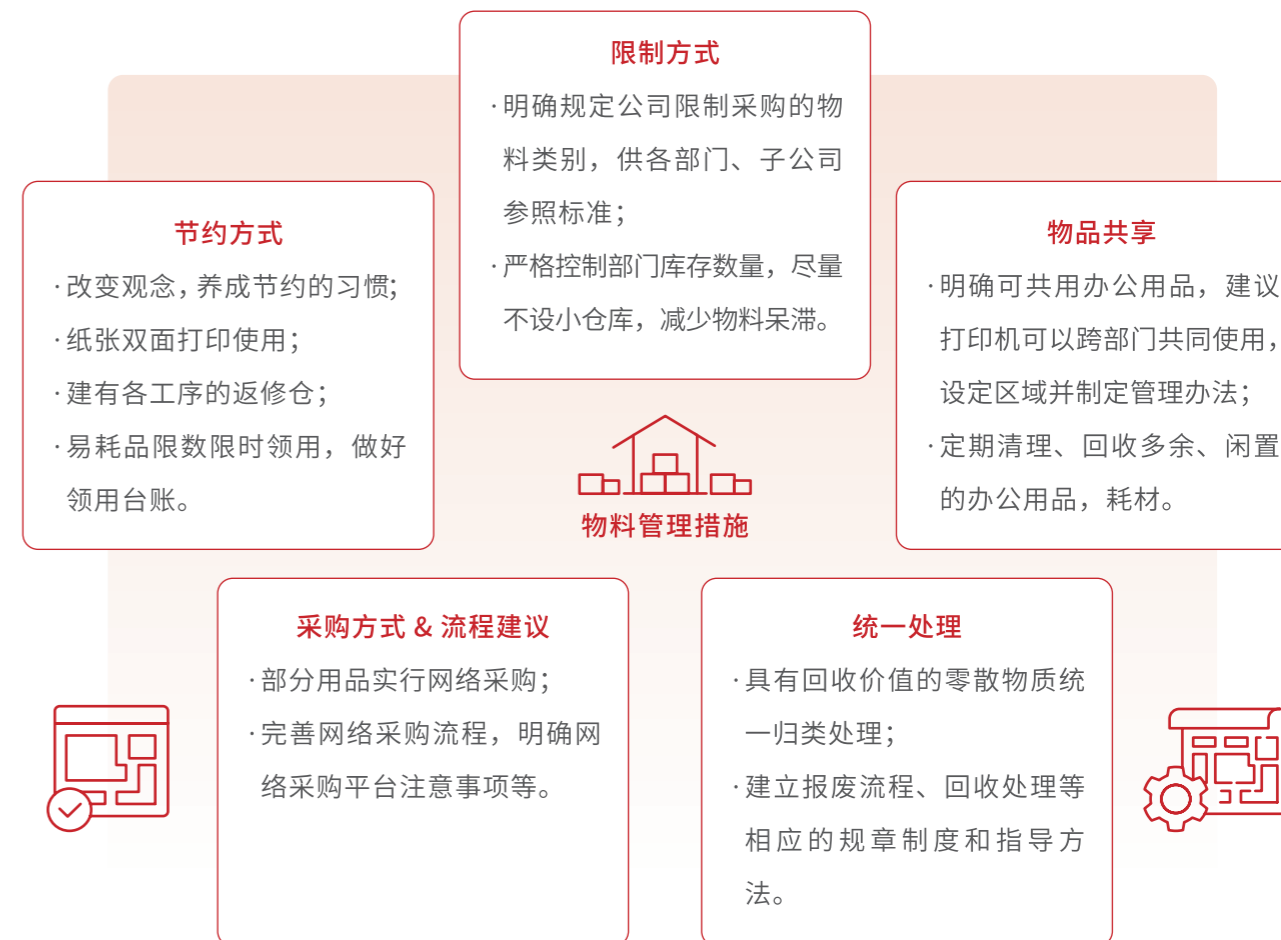 限制方式
·明确规定公司限制采购的物
料类别，供各部门、子公司
参照标准；
·严格控制部门库存数量，尽量
不设小仓库，减少物料呆滞。
节约方式
·改变观念，养成节约的习惯；
·纸张双面打印使用；
·建有各工序的返修仓；
·易耗品限数限时领用，做好
领用台账。
物品共享
·明确可共用办公用品，建议
打印机可以跨部门共同使用，
设定区域并制定管理办法；
·定期清理、回收多余、闲置
的办公用品，耗材。
物料管理措施
采购方式 & 流程建议
·部分用品实行网络采购；
·完善网络采购流程，明确网
络采购平台注意事项等。
统一处理
·具有回收价值的零散物质统
一归类处理；
·建立报废流程、回收处理等
相应的规章制度和指导方
法。